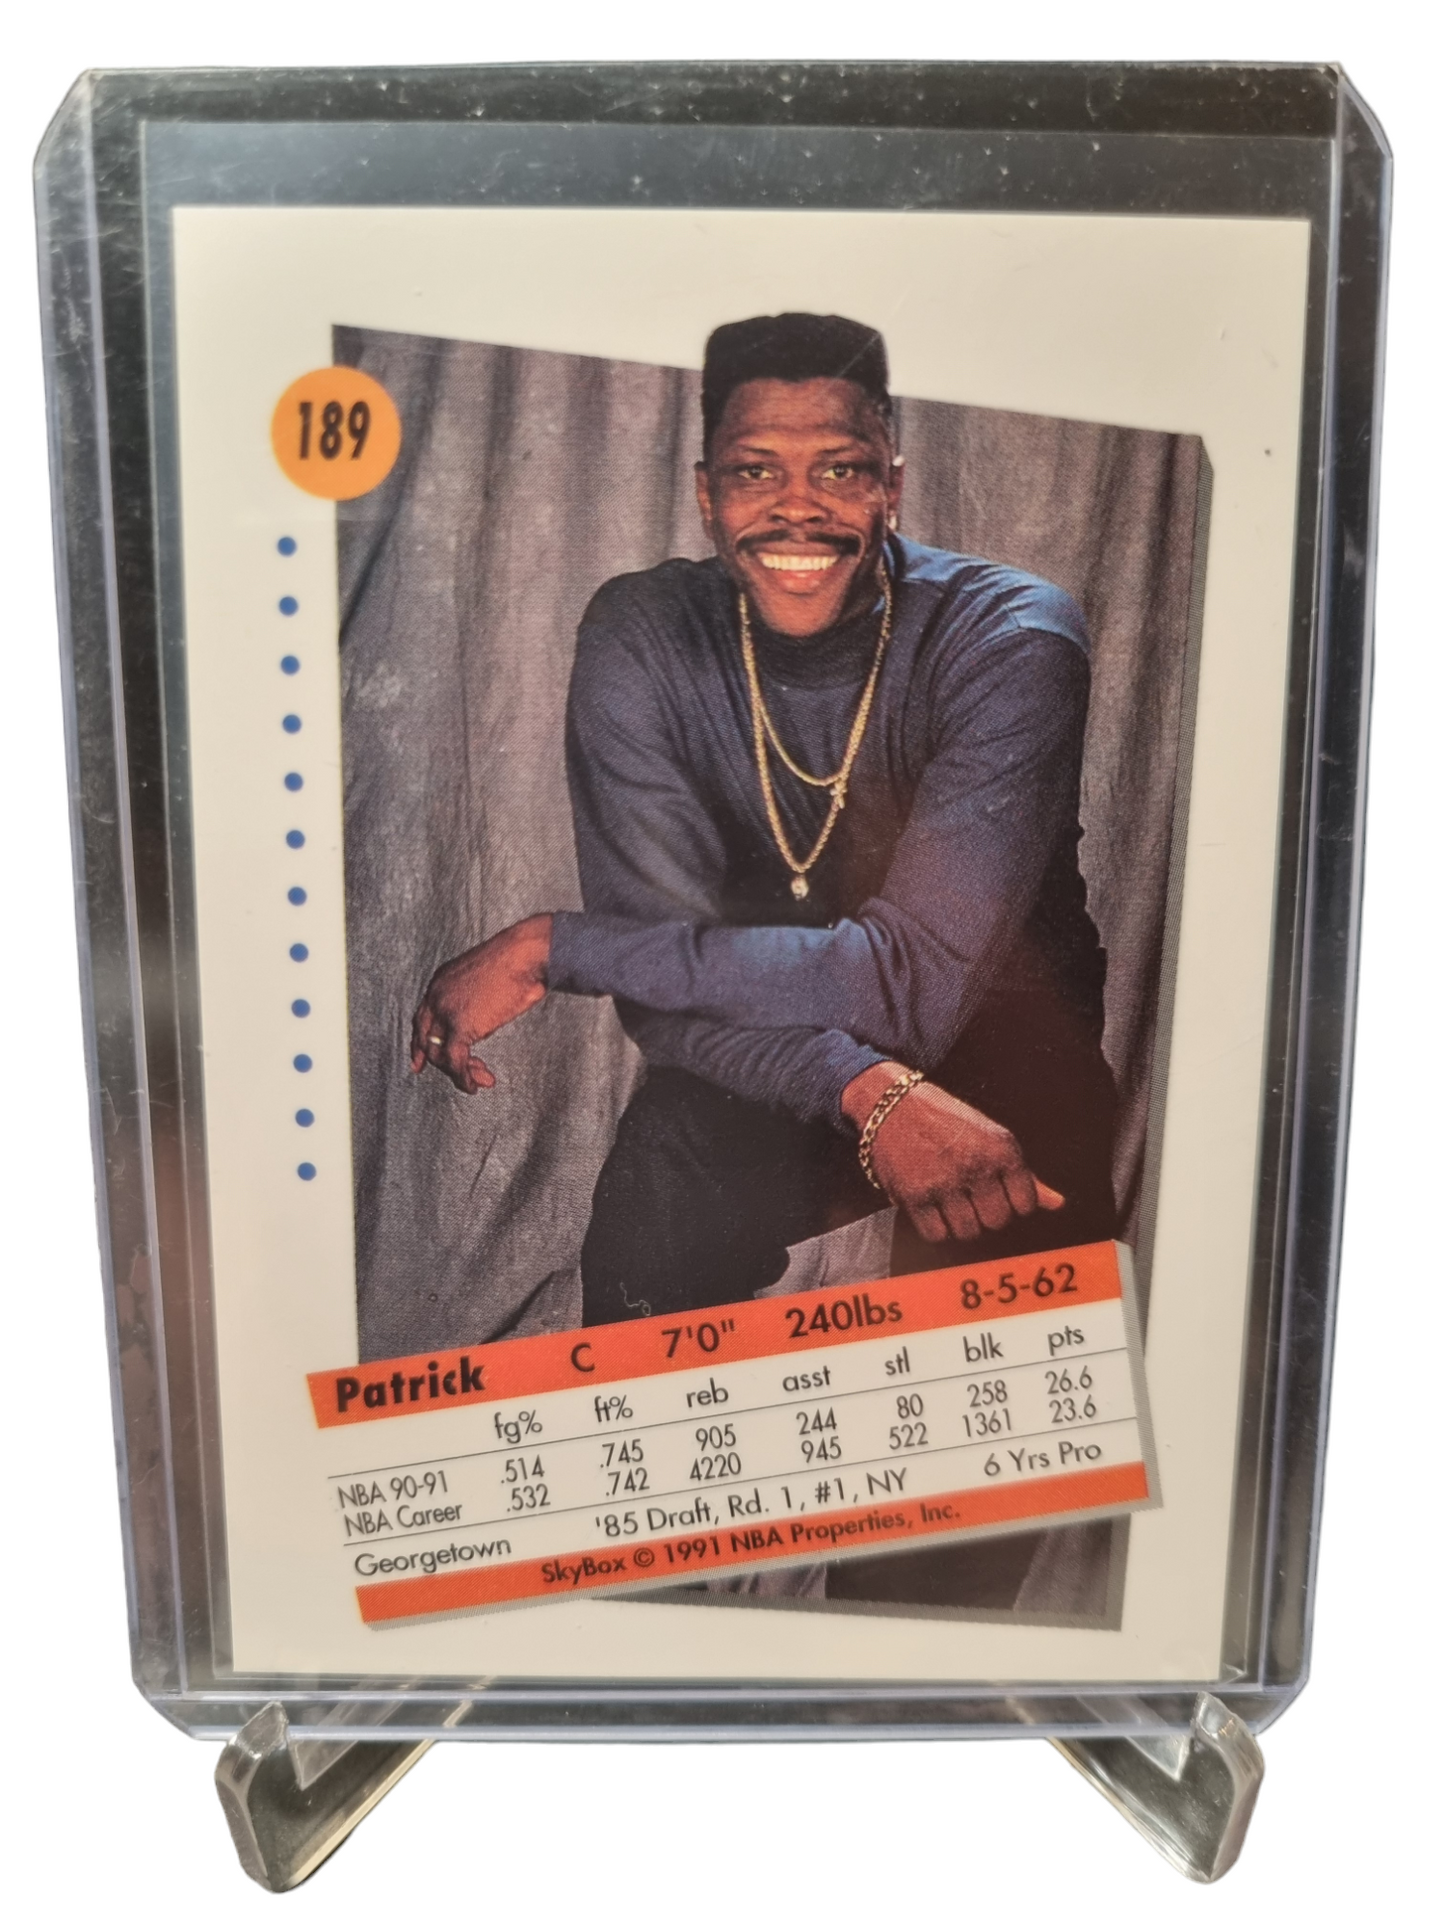 189
Patrick C 7'0" 240lbs 8-5-62
fg% ft% reb asst stl blk pts
NBA 90-91 .514 .745 905 244 80 258 26.6
NBA Career .532 .742 4220 945 522 1361 23.6
Georgetown '85 Draft, Rd. 1, #1, NY 6 Yrs Pro
SkyBox © 1991 NBA Properties, Inc.